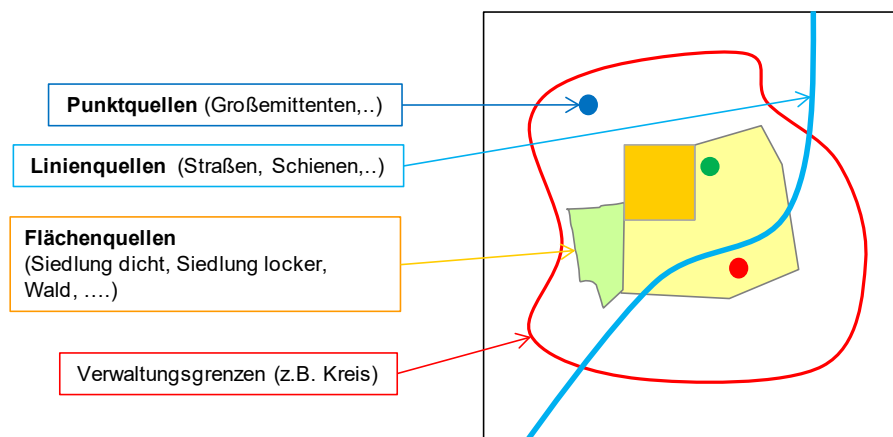 Punktquellen (Großemittenten,..)
Linienquellen (Straßen, Schienen,..)
Flächenquellen
(Siedlung dicht, Siedlung locker,
Wald, ....)
Verwaltungsgrenzen (z.B. Kreis)